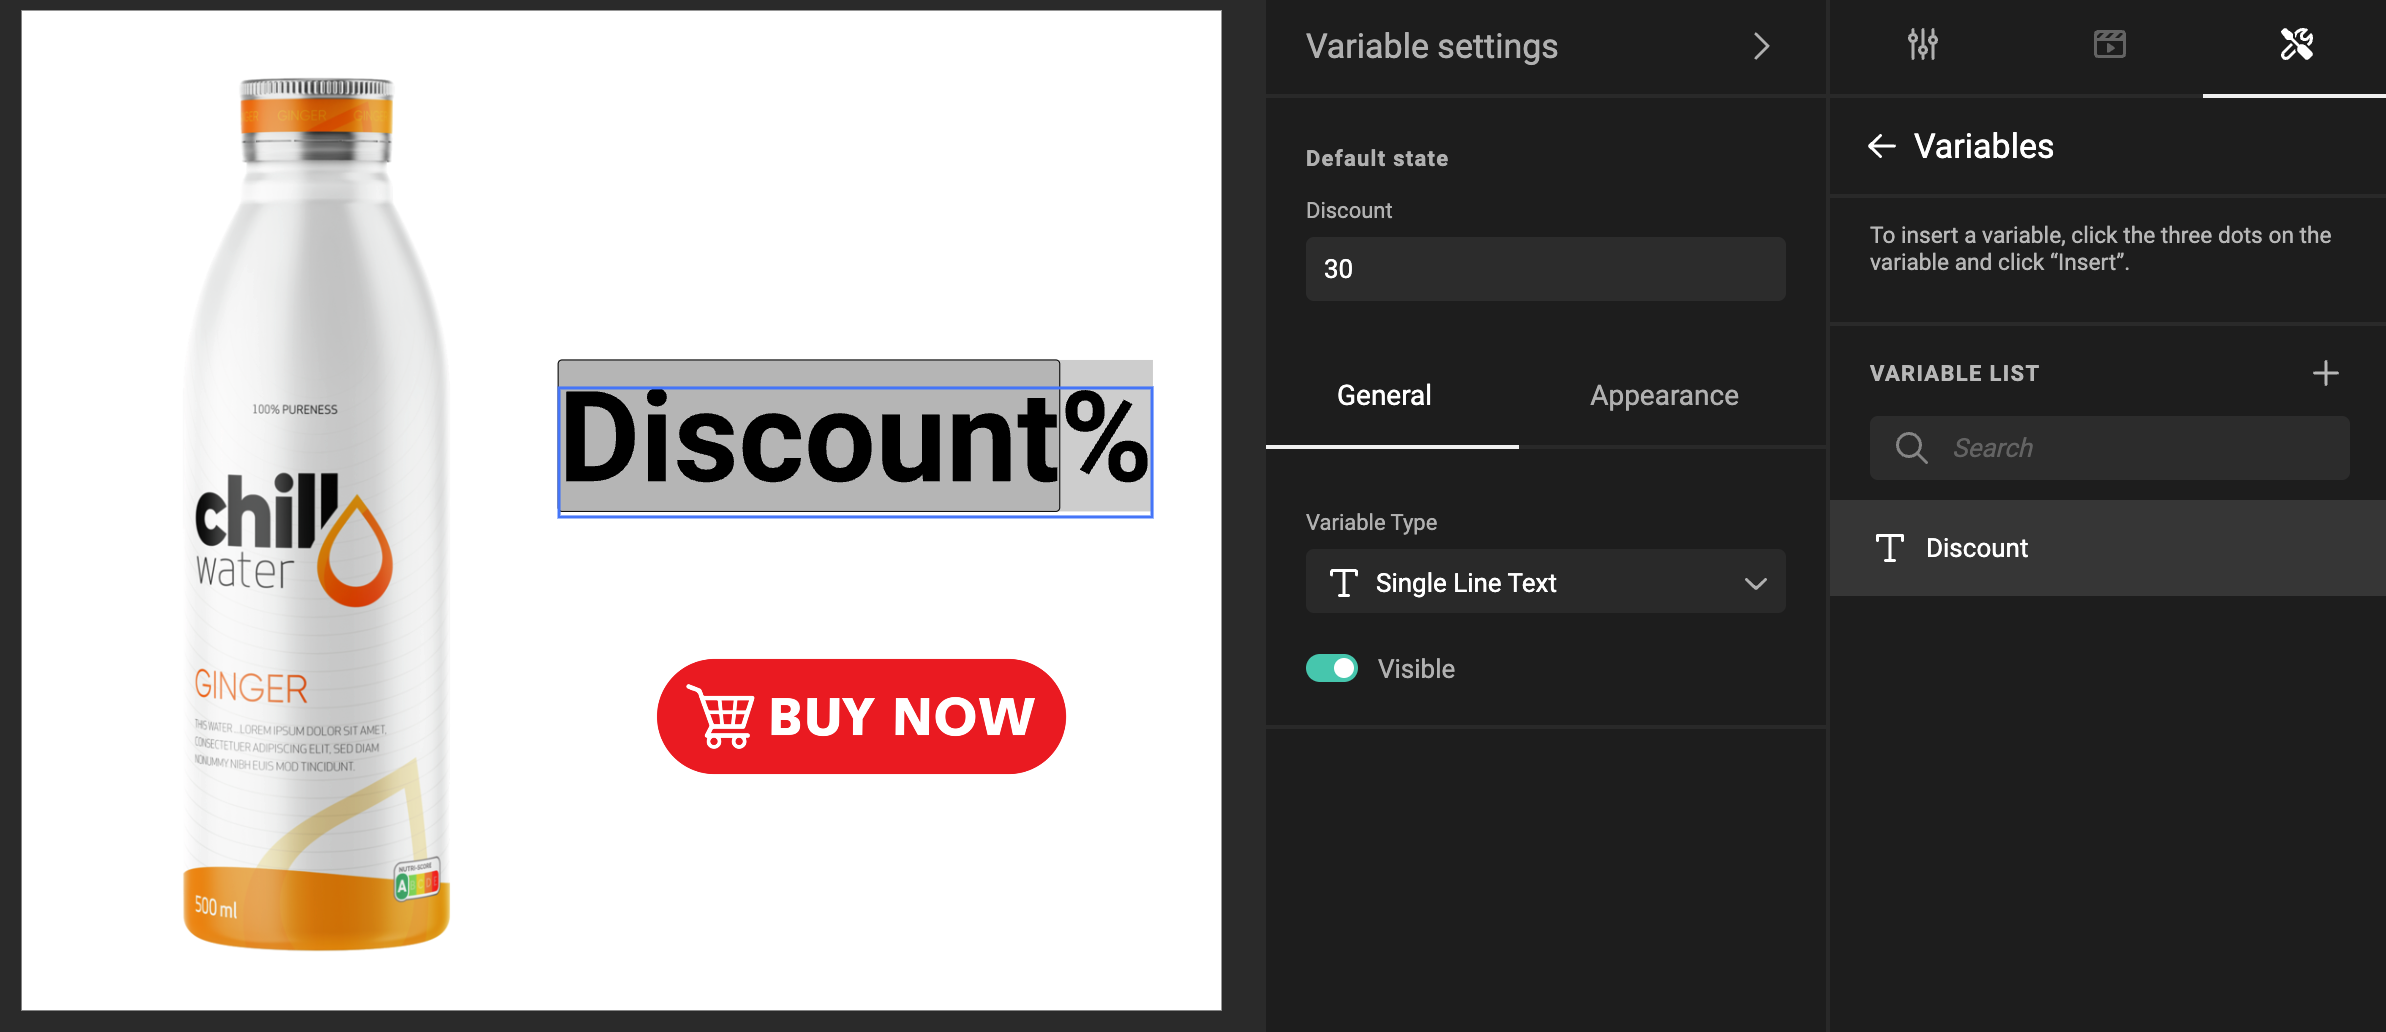 GINGER
100% PURENESS
chill
water
GINGER
THIS WATER...LOREM IPSUM DOLOR SIT AMET,
CONSECTETUER ADIPISCING ELIT, SED DIAM
NONUMMY NIBH EUIS MOD TINCIDUNT.
NUTRI-SCORE
A
500 ml
Discount%
BUY NOW
Variable settings
Default state
Discount
30
General
Appearance
Variable Type
Single Line Text
Visible
Variables
To insert a variable, click the three dots on the
variable and click “Insert”.
VARIABLE LIST
Search
Discount